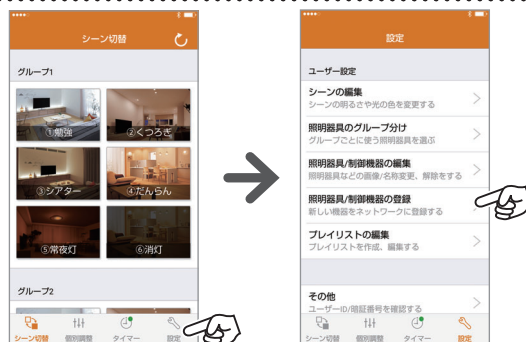 シーン切替
グループ1
①勉強
②くつろぎ
③シアター
④だんらん
⑤常夜灯
⑥消灯
グループ2
シーン切替 個別調整 タイマー 設定
設定
ユーザー設定
シーンの編集
シーンの明るさや光の色を変更する
照明器具のグループ分け
グループごとに使う照明器具を選ぶ
照明器具/制御機器の編集
照明器具などの画像/名称変更、解除をする
照明器具/制御機器の登録
新しい機器をネットワークに登録する
プレイリストの編集
プレイリストを作成、編集する
その他
ユーザーID/暗証番号を確認する
シーン切替 個別調整 タイマー 設定